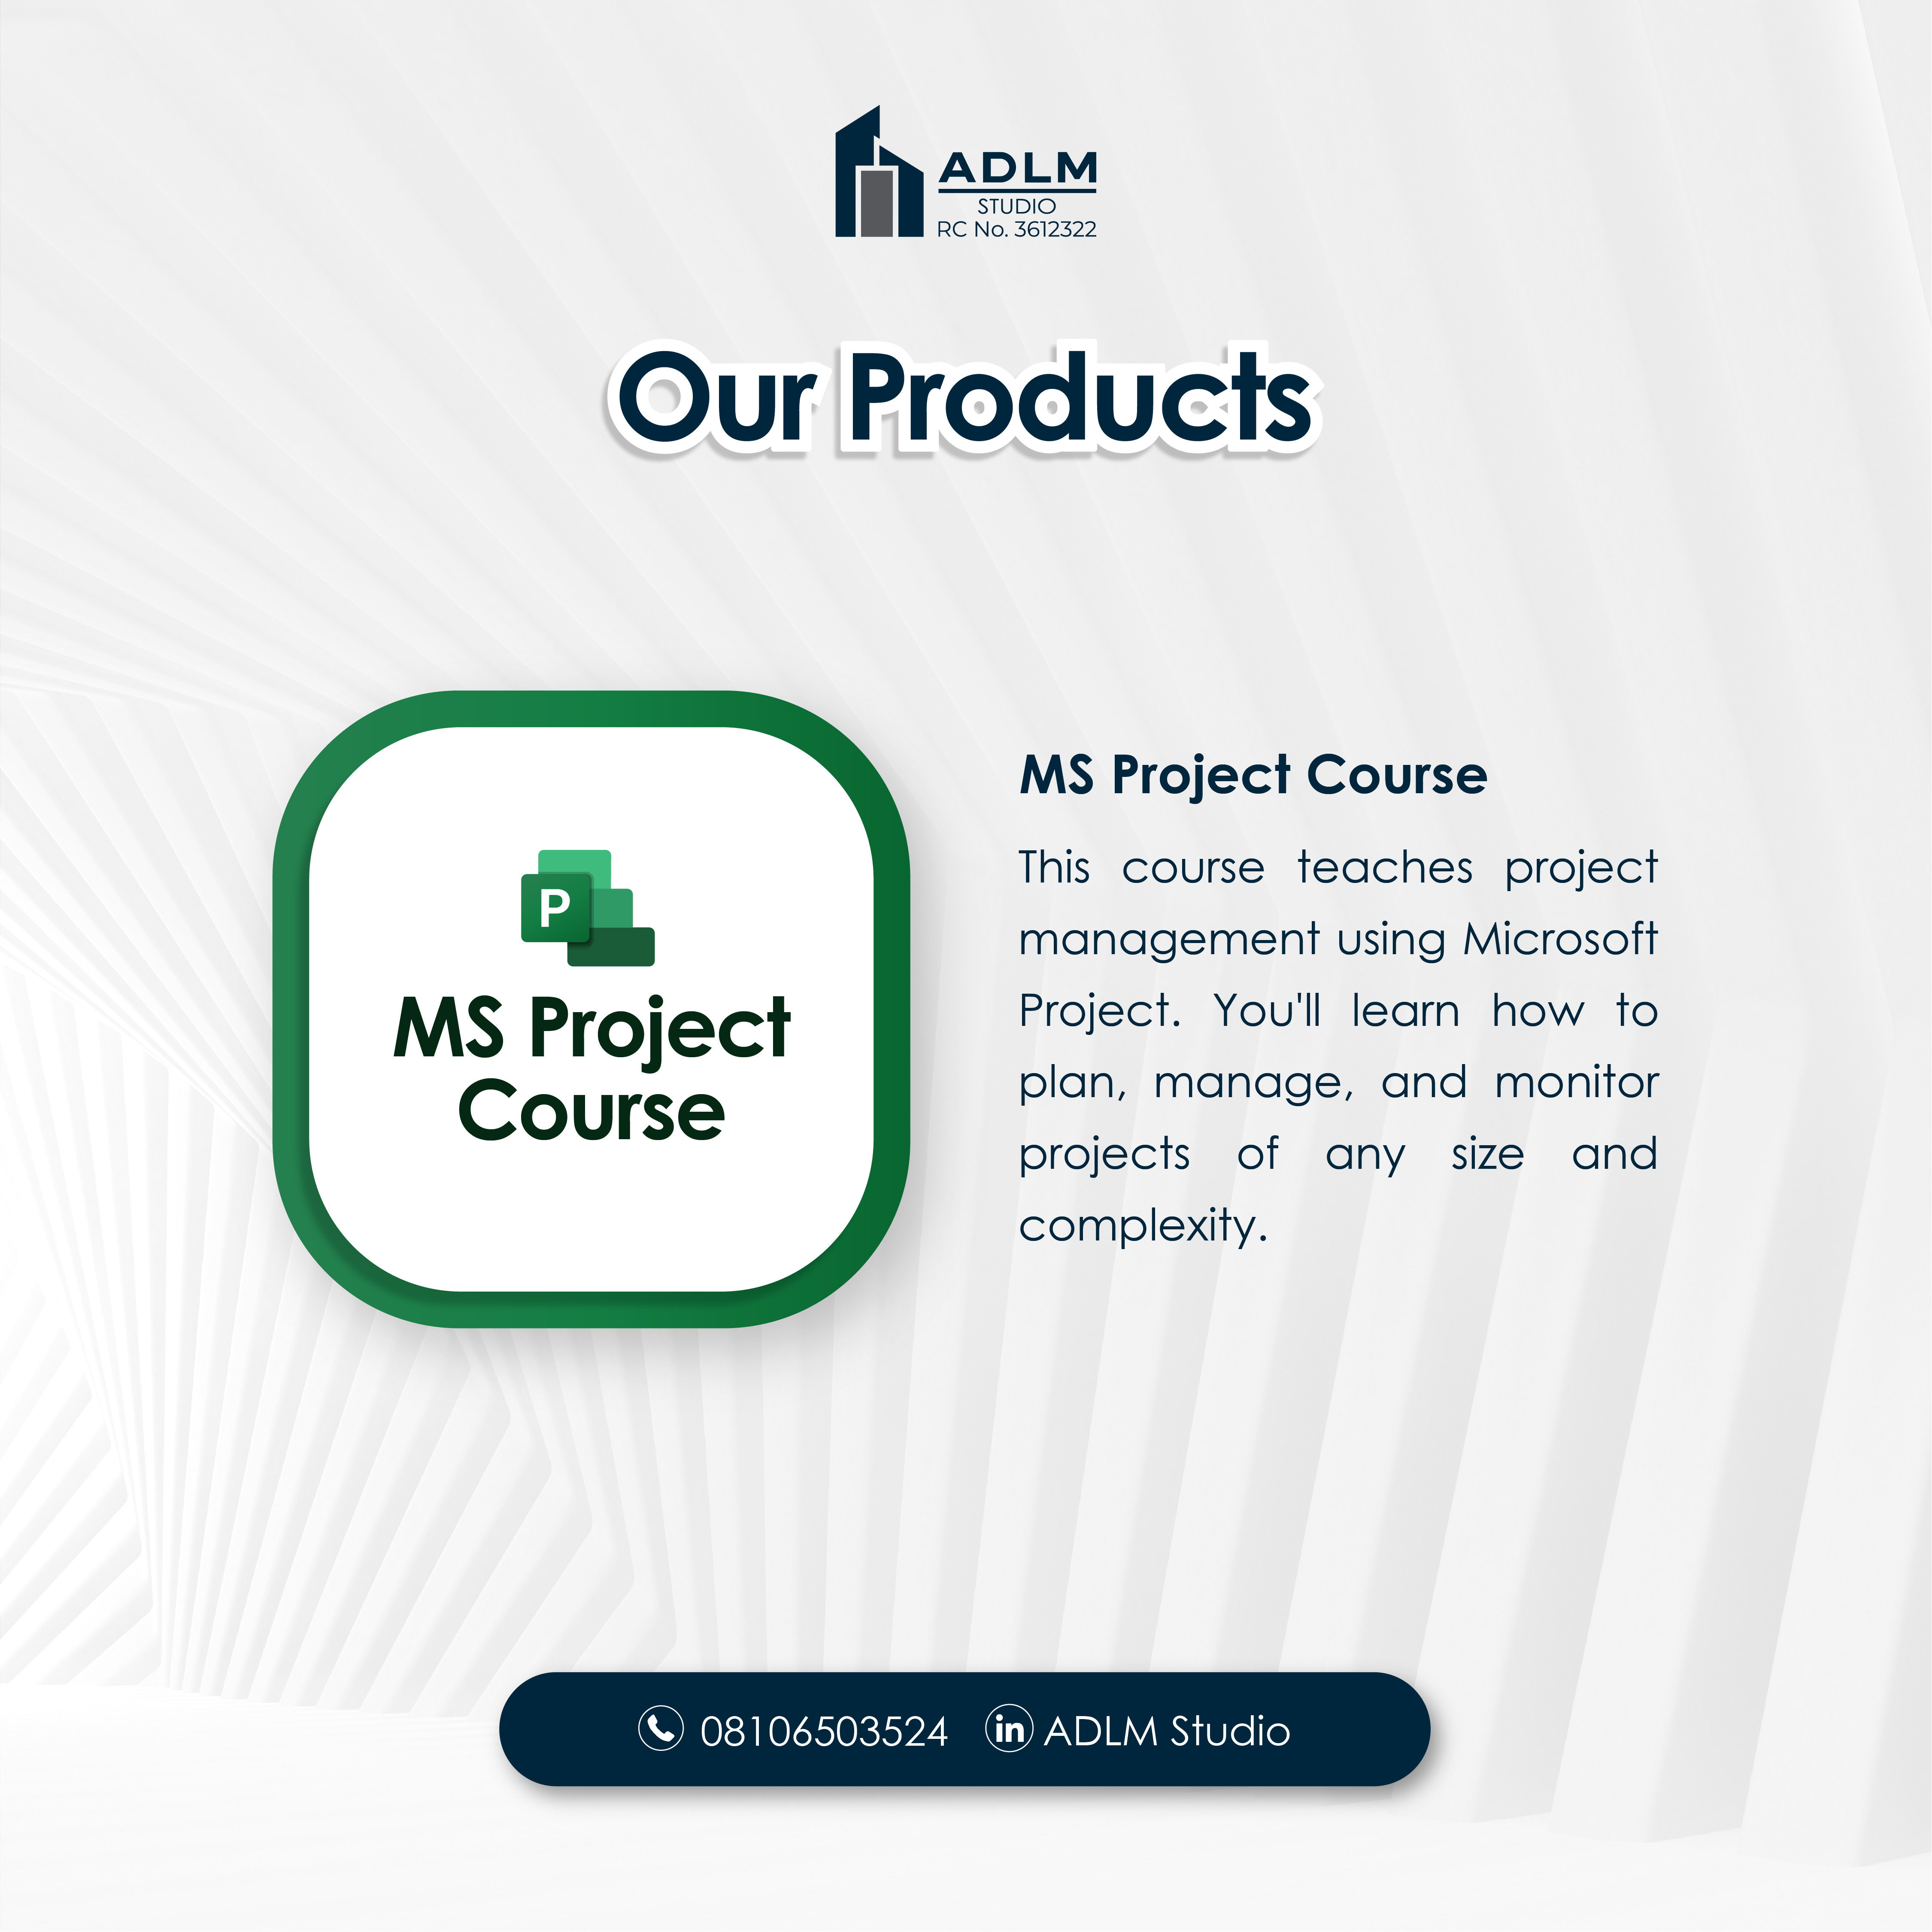 ADLM
STUDIO
RC No. 3612322
Our Products
P
MS Project
Course
MS Project Course
This course teaches project
management using Microsoft
Project. You'll learn how to
plan, manage, and monitor
projects of any size and
complexity.
08106503524 in ADLM Studio